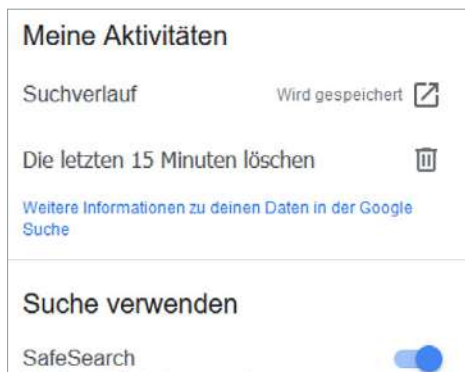 Meine Aktivitäten
Suchverlauf Wird gespeichert
Die letzten 15 Minuten löschen
Weitere Informationen zu deinen Daten in der Google
Suche
Suche verwenden
SafeSearch